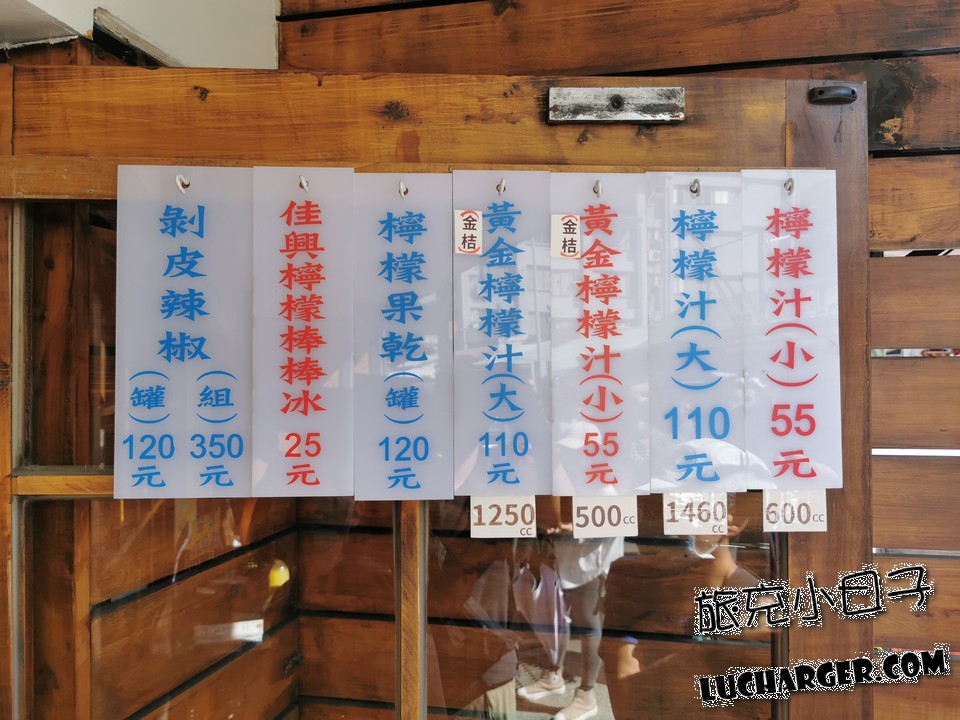 檸檬汁(小)55元
600cc
檸檬汁(大)110元
1460cc
黃金檸檬汁(小)55元
(金桔)
500cc
黃金檸檬汁(大)110元
(金桔)
1250cc
檸檬果乾(罐)120元
佳興檸檬棒棒冰25元
剝皮辣椒
(罐)120元
(組)350元
旅克小日子
LUCHARGER.COM